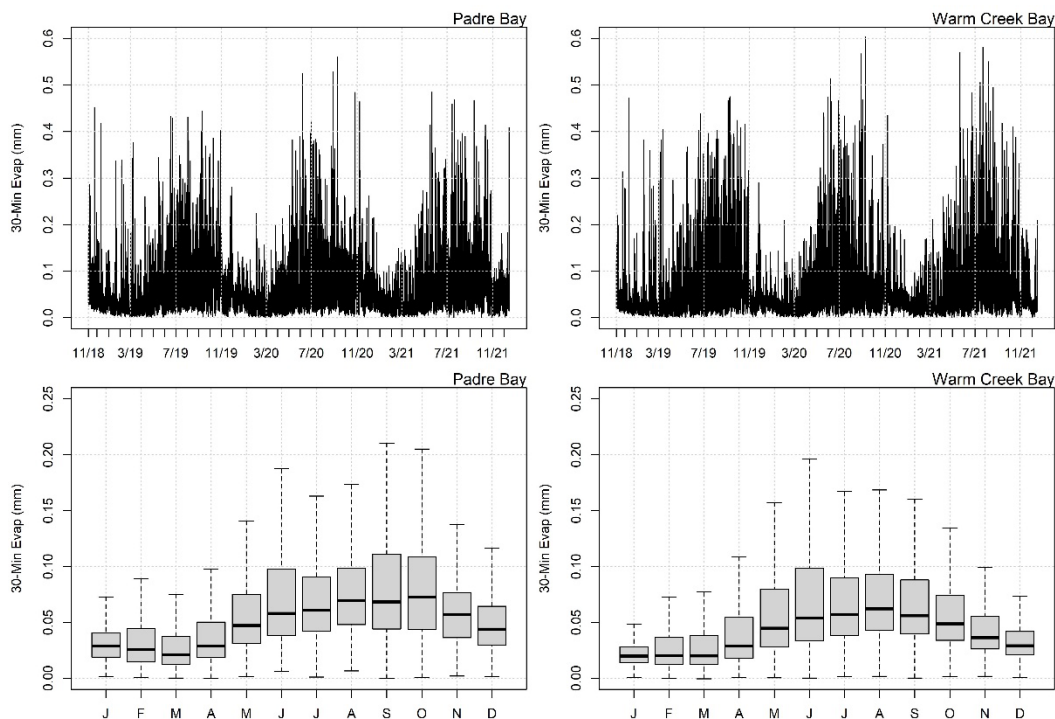 Padre Bay
30-Min Evap (mm)
0.0 0.1 0.2 0.3 0.4 0.5 0.6
11/18 3/19 7/19 11/19 3/20 7/20 11/20 3/21 7/21 11/21
Warm Creek Bay
30-Min Evap (mm)
0.0 0.1 0.2 0.3 0.4 0.5 0.6
11/18 3/19 7/19 11/19 3/20 7/20 11/20 3/21 7/21 11/21
Padre Bay
30-Min Evap (mm)
0.00 0.05 0.10 0.15 0.20 0.25
J F M A M J J A S O N D
Warm Creek Bay
30-Min Evap (mm)
0.00 0.05 0.10 0.15 0.20 0.25
J F M A M J J A S O N D